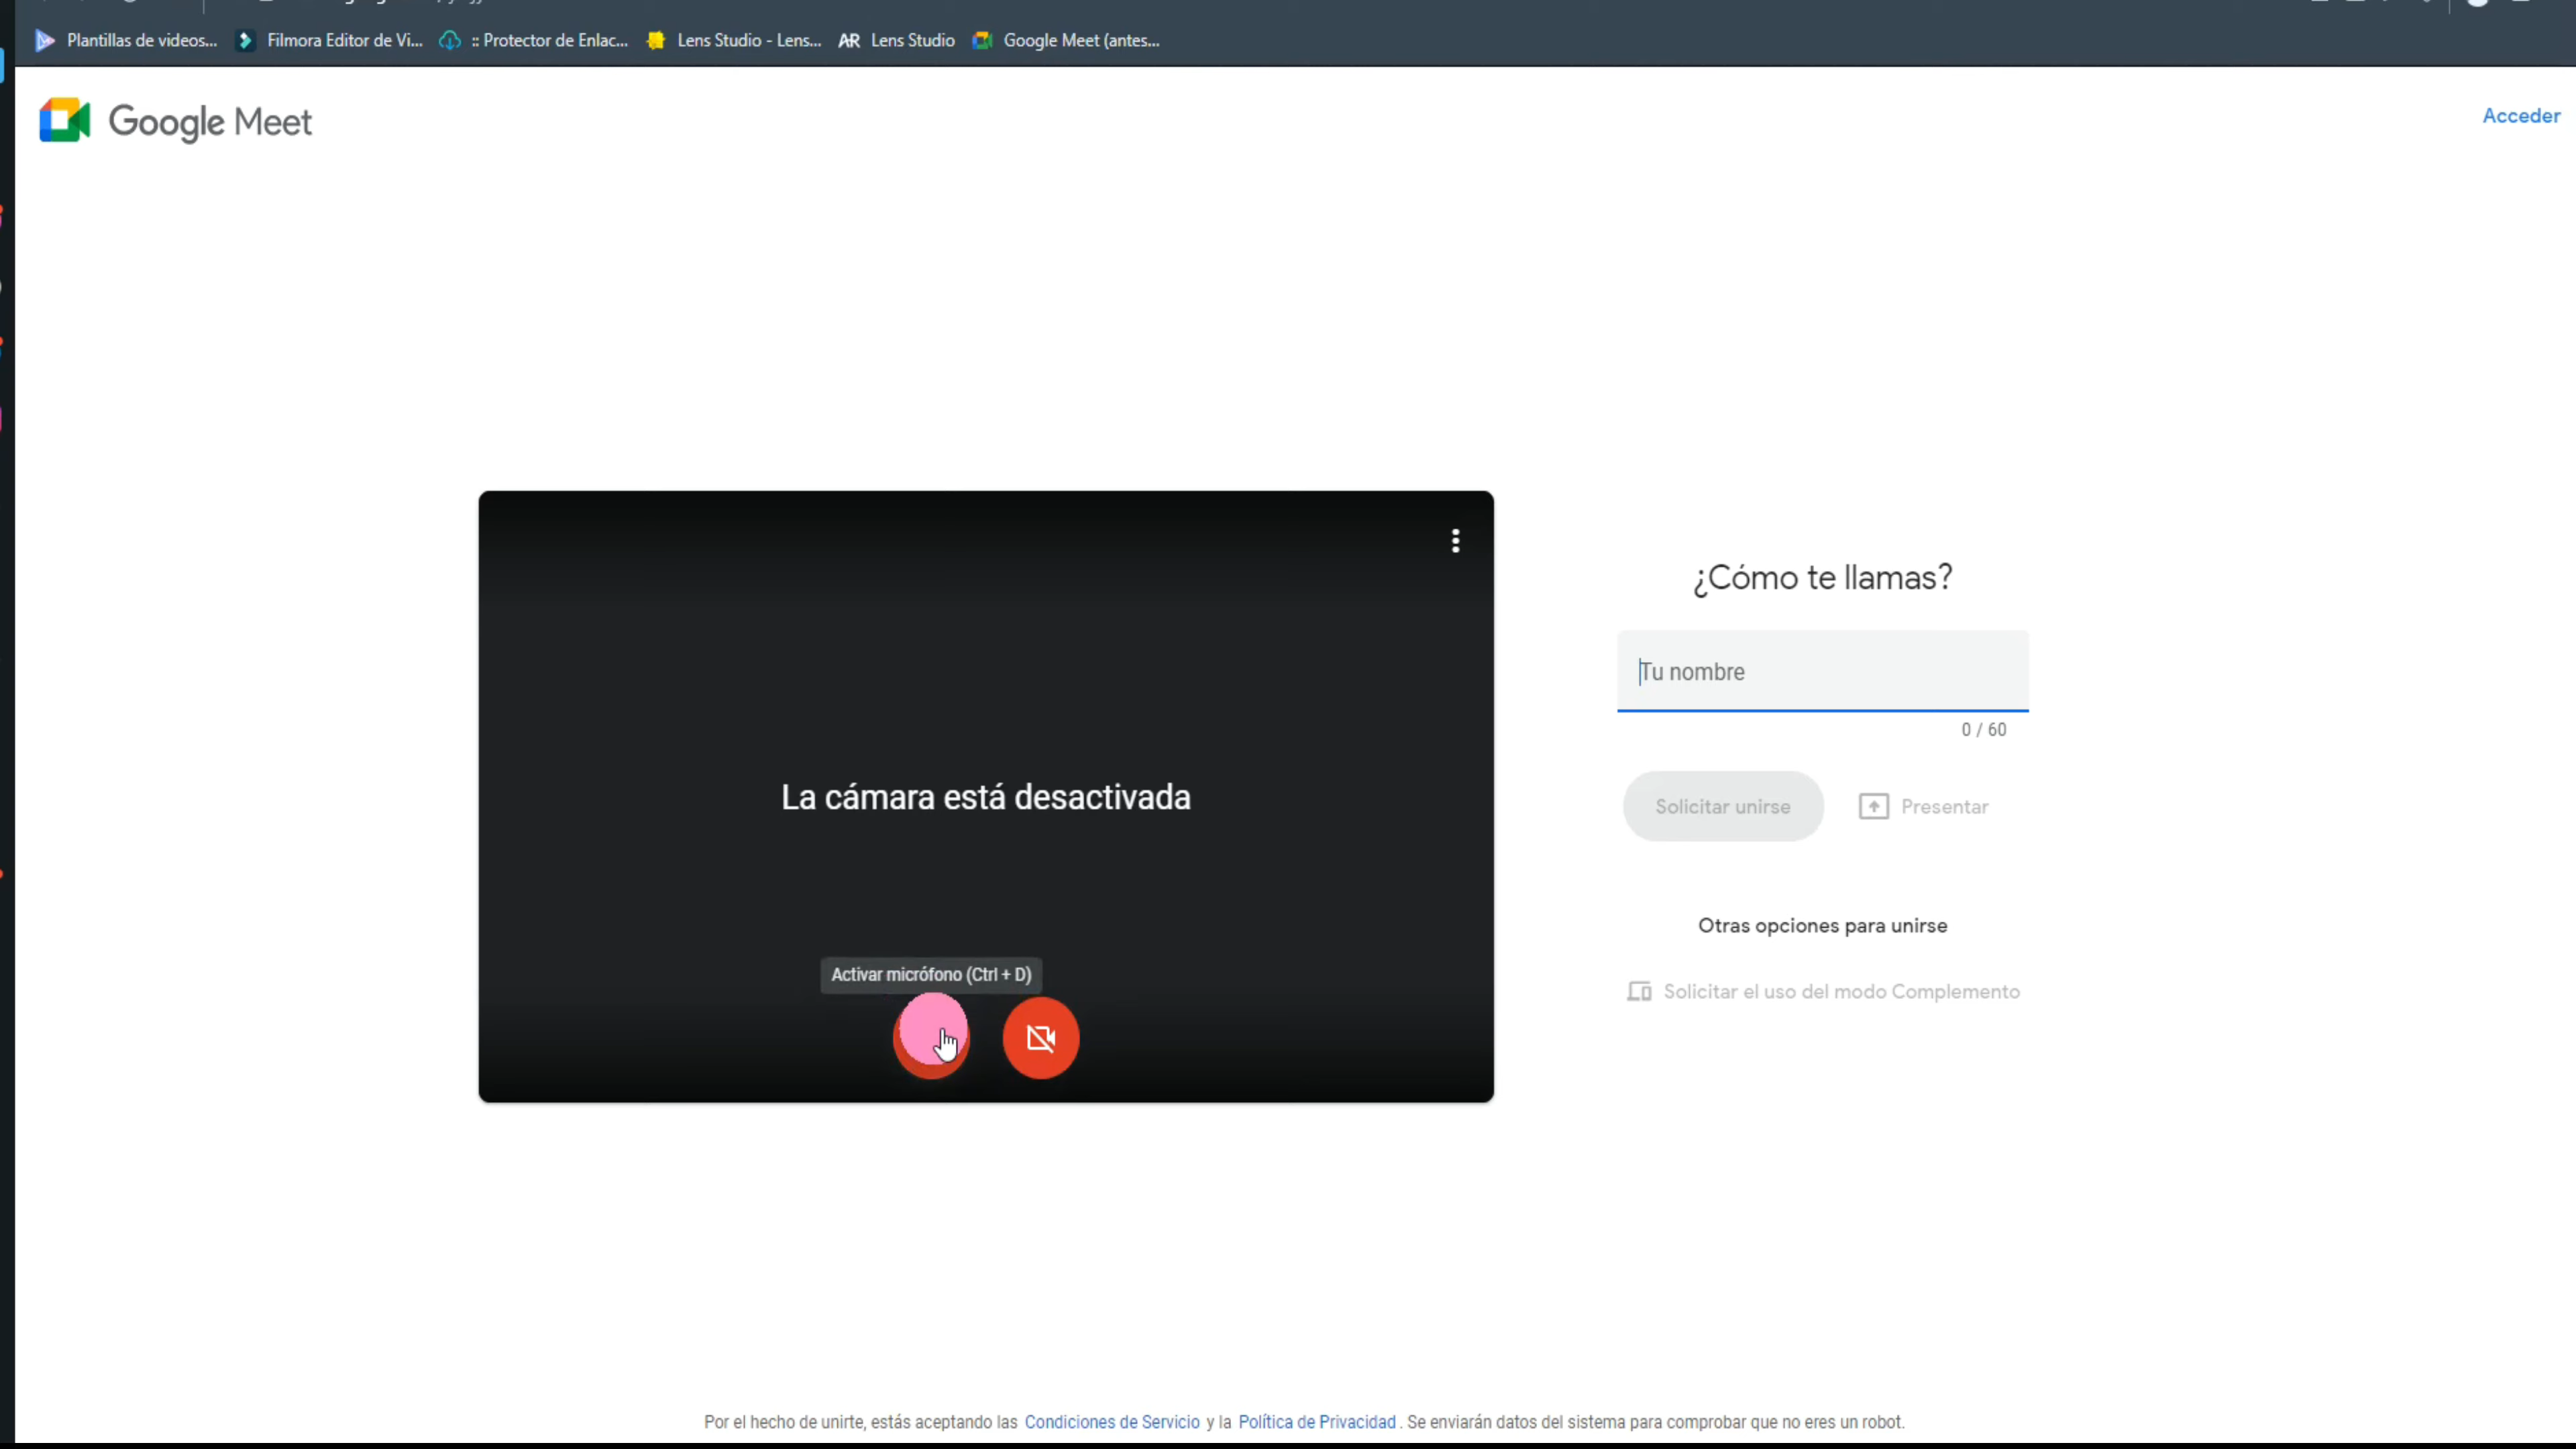 Plantillas de videos... Filmora Editor de Vi... :: Protector de Enlac... Lens Studio - Lens... AR Lens Studio Google Meet (antes...
Google Meet
Acceder
¿Cómo te llamas?
Tu nombre
0 / 60
La cámara está desactivada
Solicitar unirse Presentar
Otras opciones para unirse
Activar micrófono (Ctrl + D)
Solicitar el uso del modo Complemento
Por el hecho de unirte, estás aceptando las Condiciones de Servicio y la Política de Privacidad. Se enviarán datos del sistema para comprobar que no eres un robot.